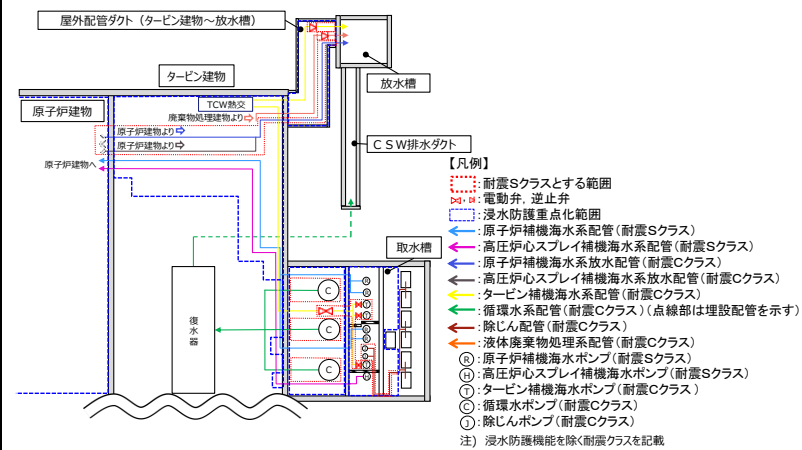 屋外配管ダクト（タービン建物～放水槽）
放水槽
タービン建物
原子炉建物
TCW熱交
廃棄物処理建物より
原子炉建物より
原子炉建物より
原子炉建物へ
CSW排水ダクト
取水槽
復水器
C
C
C
R
R
T
T
R
R
T
H
【凡例】
：耐震Sクラスとする範囲
：電動弁，逆止弁
：浸水防護重点化範囲
：原子炉補機海水系配管（耐震Sクラス）
：高圧炉心スプレイ補機海水系配管（耐震Sクラス）
：原子炉補機海水系放水配管（耐震Cクラス）
：高圧炉心スプレイ補機海水系放水配管（耐震Cクラス）
：タービン補機海水系配管（耐震Cクラス）
：循環水系配管（耐震Cクラス）（点線部は埋設配管を示す）
：除じん配管（耐震Cクラス）
：液体廃棄物処理系配管（耐震Cクラス）
R：原子炉補機海水ポンプ（耐震Sクラス）
H：高圧炉心スプレイ補機海水ポンプ（耐震Sクラス）
T：タービン補機海水ポンプ（耐震Cクラス）
C：循環水ポンプ（耐震Cクラス）
J：除じんポンプ（耐震Cクラス）
注） 浸水防護機能を除く耐震クラスを記載